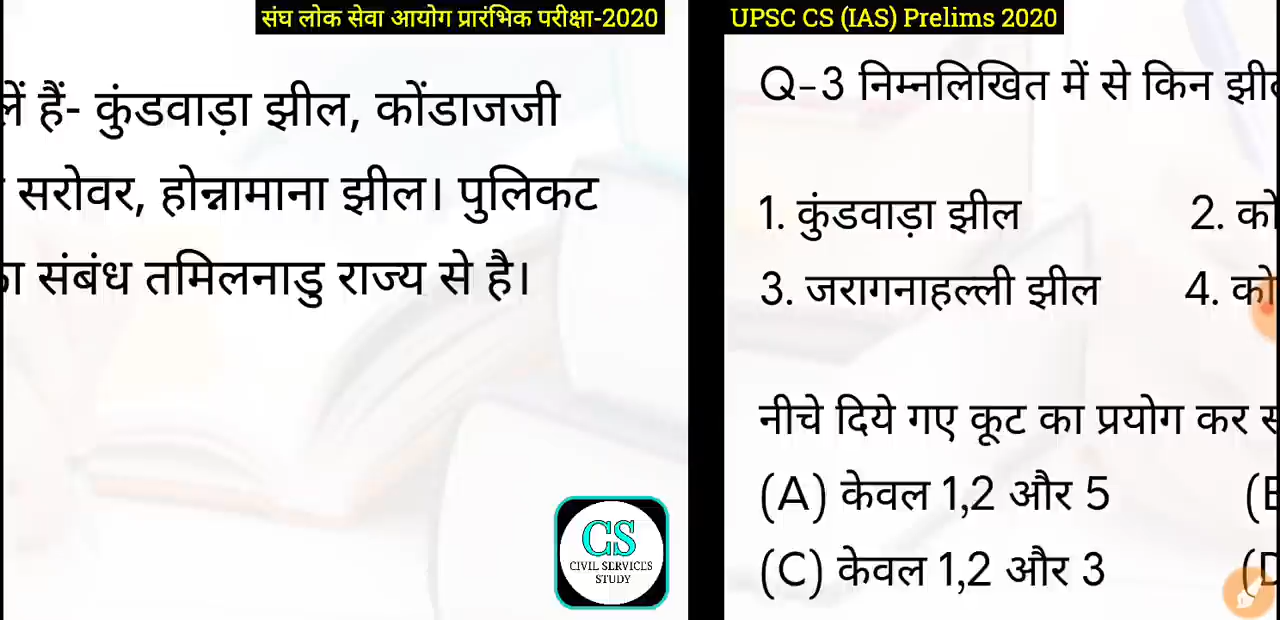 संघ लोक सेवा आयोग प्रारंभिक परीक्षा-2020
हैं- कुंडवाड़ा झील, कोंडाजजी
सरोवर, होन्नामाना झील। पुलिकट
संबंध तमिलनाडु राज्य से है।
CS
CIVIL SERVICES
STUDY
UPSC CS (IAS) Prelims 2020
Q-3 निम्नलिखित में से किन
1. कुंडवाड़ा झील 2.
3. जरागनाहल्ली झील 4.
नीचे दिये गए कूट का प्रयोग कर
(A) केवल 1,2 और 5
(C) केवल 1,2 और 3